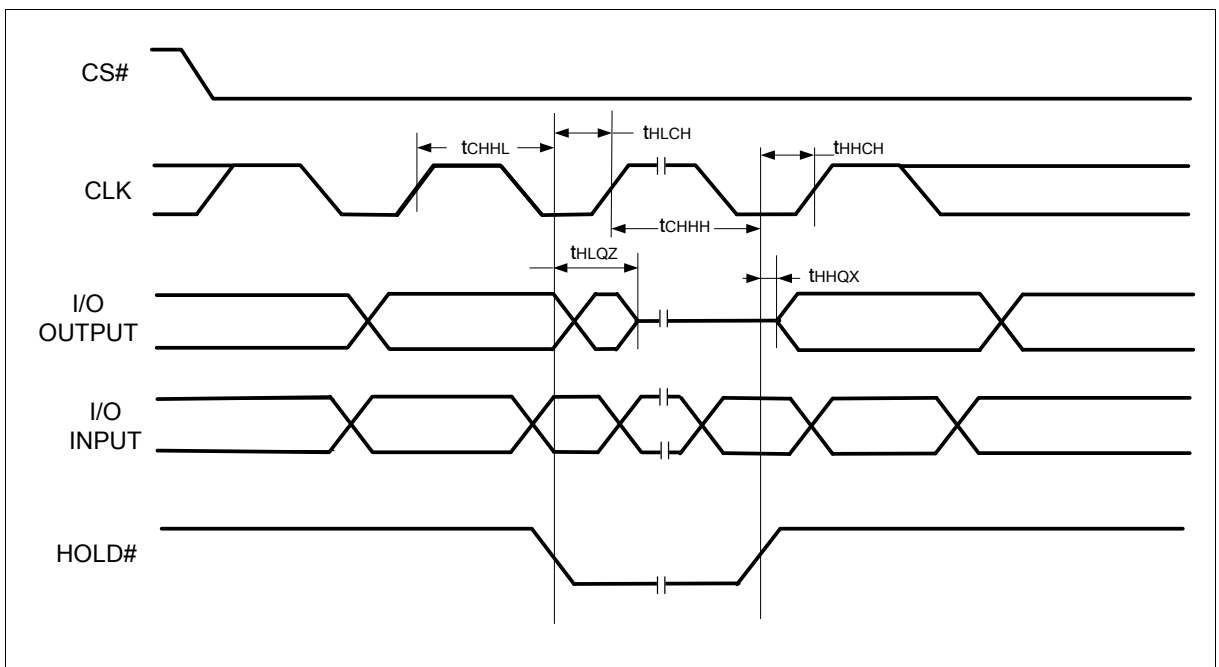 CS#
tHLCH
tCHHL
tHHCH
CLK
tCHHH
tHLQZ
tHHQX
I/O
OUTPUT
I/O
INPUT
HOLD#